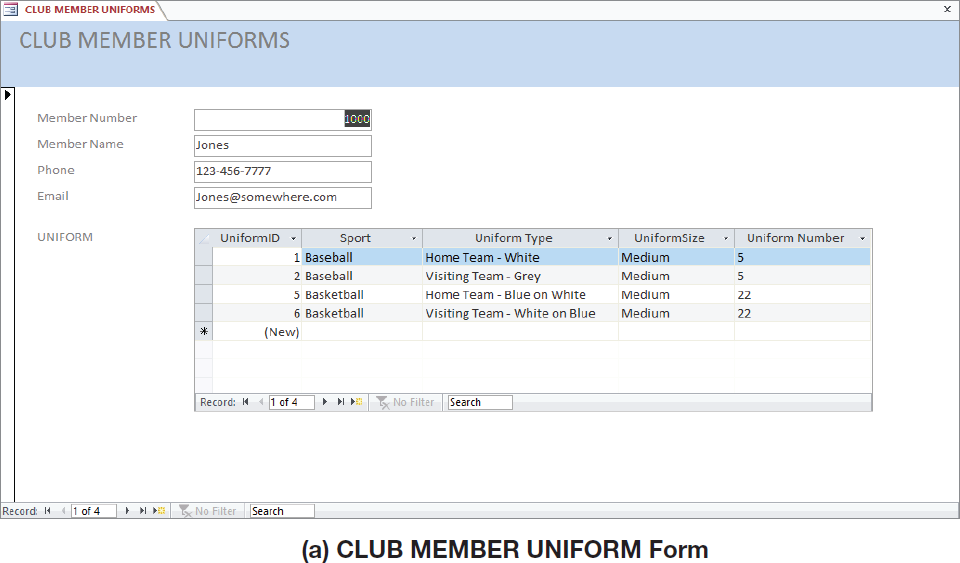 CLUB MEMBER UNIFORMS
CLUB MEMBER UNIFORMS
Member Number 1000
Member Name Jones
Phone 123-456-7777
Email Jones@somewhere.com
UNIFORM
UniformID Sport Uniform Type UniformSize Uniform Number
1 Baseball Home Team - White Medium 5
2 Baseball Visiting Team - Grey Medium 5
5 Basketball Home Team - Blue on White Medium 22
6 Basketball Visiting Team - White on Blue Medium 22
(New)
Record: 1 of 4 No Filter Search
Record: 1 of 4 No Filter Search
(a) CLUB MEMBER UNIFORM Form